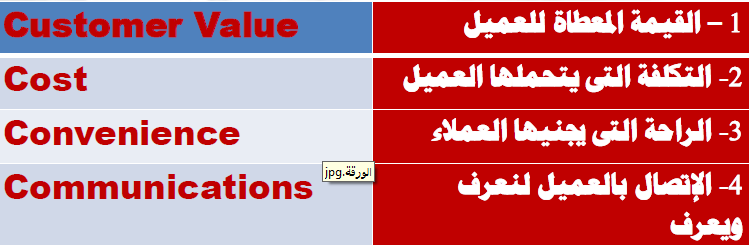 Customer Value
1 – القيمة المعطاة للعميل
Cost
2- التكلفة التى يتحملها العميل
Convenience
3- الراحة التى يجنيها العملاء
الورقة.jpg
Communications
4- الإتصال بالعميل لنعرف
ويعرف